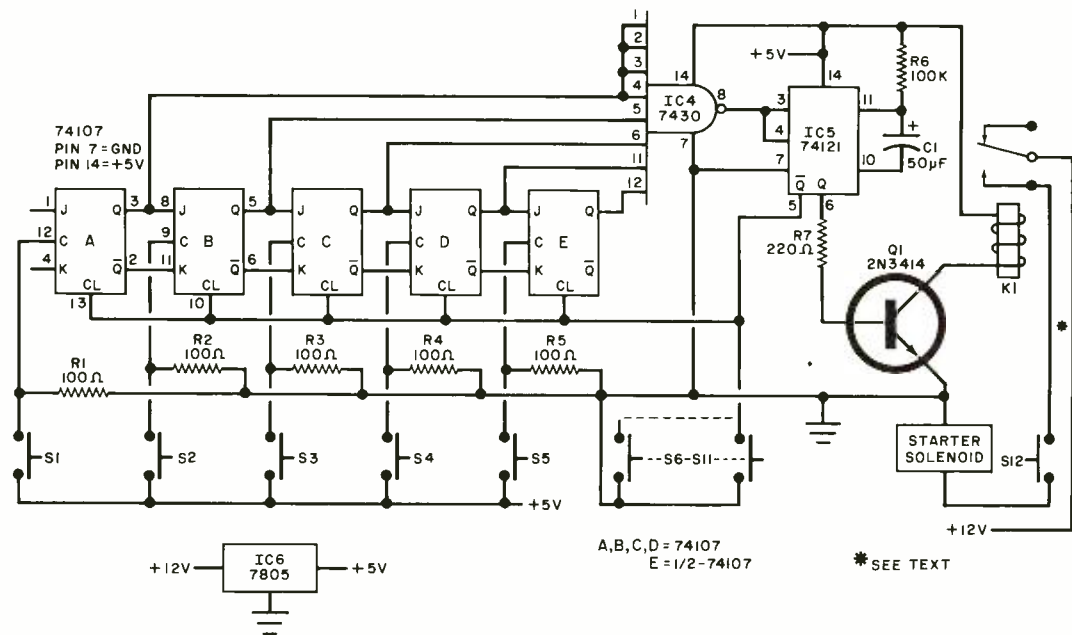 1
2
3
4
5
6
11
12
14
IC4
7430
8
7
+5V
14
3
4
7
IC5
74121
11
10
Q̅ Q
5 6
R6
100K
+
C1
50µF
R7
220Ω
Q1
2N3414
K1
*
74107
PIN 7=GND
PIN 14=+5V
1 J Q 3
12 C A
4 K Q̅ 2
CL
13
8 J Q 5
9 C B
11 K Q̅ 6
CL
10
J Q
C C
K Q̅
CL
J Q
C D
K Q̅
CL
J Q
C E
K Q̅
CL
R1
100Ω
R2
100Ω
R3
100Ω
R4
100Ω
R5
100Ω
S1
S2
S3
S4
S5
S6-S11
STARTER
SOLENOID
S12
+5V
+12V
A,B,C,D=74107
E=1/2-74107
*SEE TEXT
+12V
IC6
7805
+5V